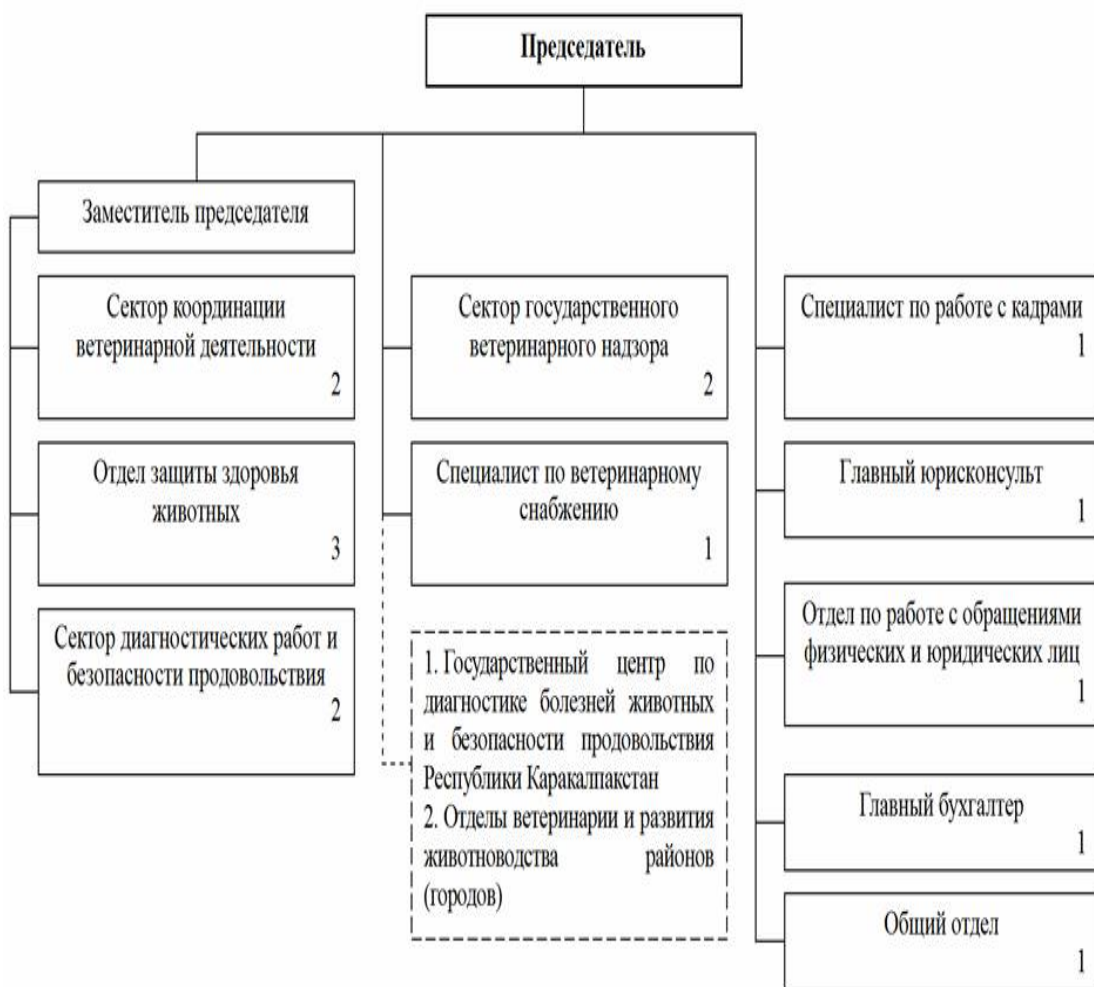 Председатель
Заместитель председателя
Сектор координации
ветеринарной деятельности
2
Отдел защиты здоровья
животных
3
Сектор диагностических работ и
безопасности продовольствия
2
Сектор государственного
ветеринарного надзора
2
Специалист по ветеринарному
снабжению
1
1. Государственный центр по
диагностике болезней животных
и безопасности продовольствия
Республики Каракалпакстан
2. Отделы ветеринарии и развития
животноводства районов
(городов)
Специалист по работе с кадрами
1
Главный юрисконсульт
1
Отдел по работе с обращениями
физических и юридических лиц
1
Главный бухгалтер
1
Общий отдел
1